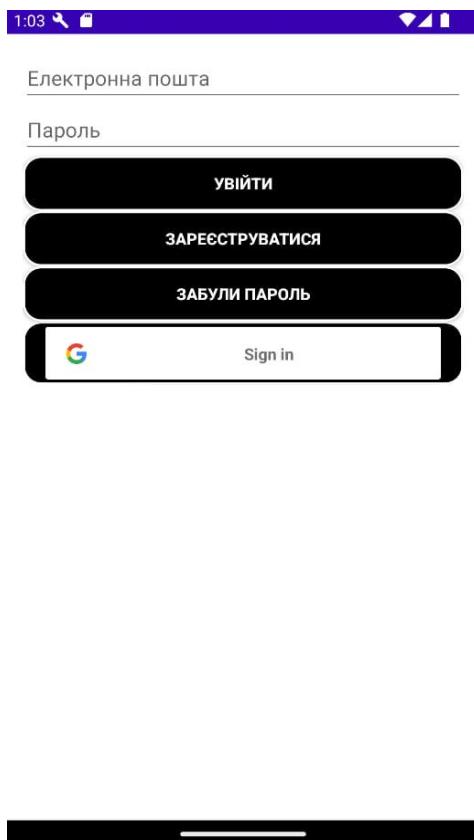 1:03
Електронна пошта
Пароль
УВІЙТИ
ЗАРЕЄСТРУВАТИСЯ
ЗАБУЛИ ПАРОЛЬ
G Sign in